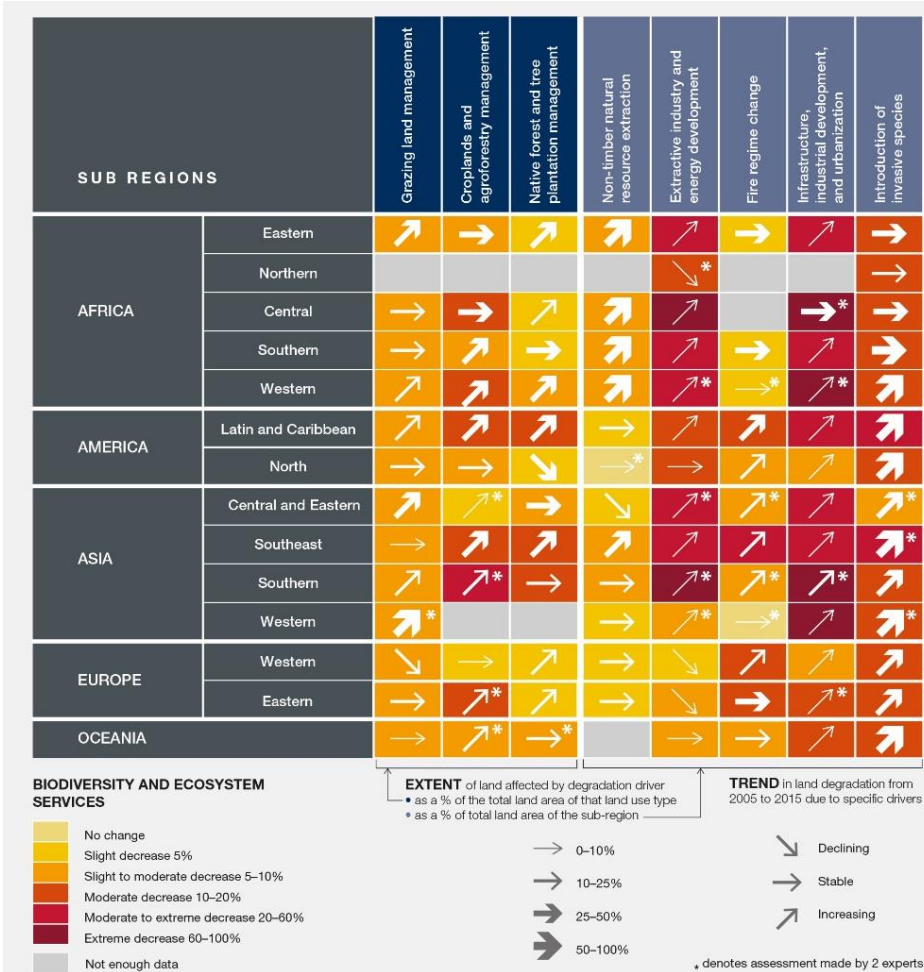 SUB REGIONS
Grazing land management
Croplands and
agroforestry management
Native forest and tree
plantation management
Non-timber natural
resource extraction
Extractive industry and
energy development
Fire regime change
Infrastructure,
industrial development,
and urbanization
Introduction of
invasive species
AFRICA
Eastern
Northern
*
Central
*
Southern
Western
* * *
AMERICA
Latin and Caribbean
North
*
ASIA
Central and Eastern
* * * *
Southeast
*
Southern
* * * *
Western
* * * *
EUROPE
Western
Eastern
* *
OCEANIA
* *
BIODIVERSITY AND ECOSYSTEM
SERVICES
No change
Slight decrease 5%
Slight to moderate decrease 5–10%
Moderate decrease 10–20%
Moderate to extreme decrease 20–60%
Extreme decrease 60–100%
Not enough data
EXTENT of land affected by degradation driver
• as a % of the total land area of that land use type
• as a % of total land area of the sub-region
0–10%
10–25%
25–50%
50–100%
TREND in land degradation from
2005 to 2015 due to specific drivers
Declining
Stable
Increasing
* denotes assessment made by 2 experts